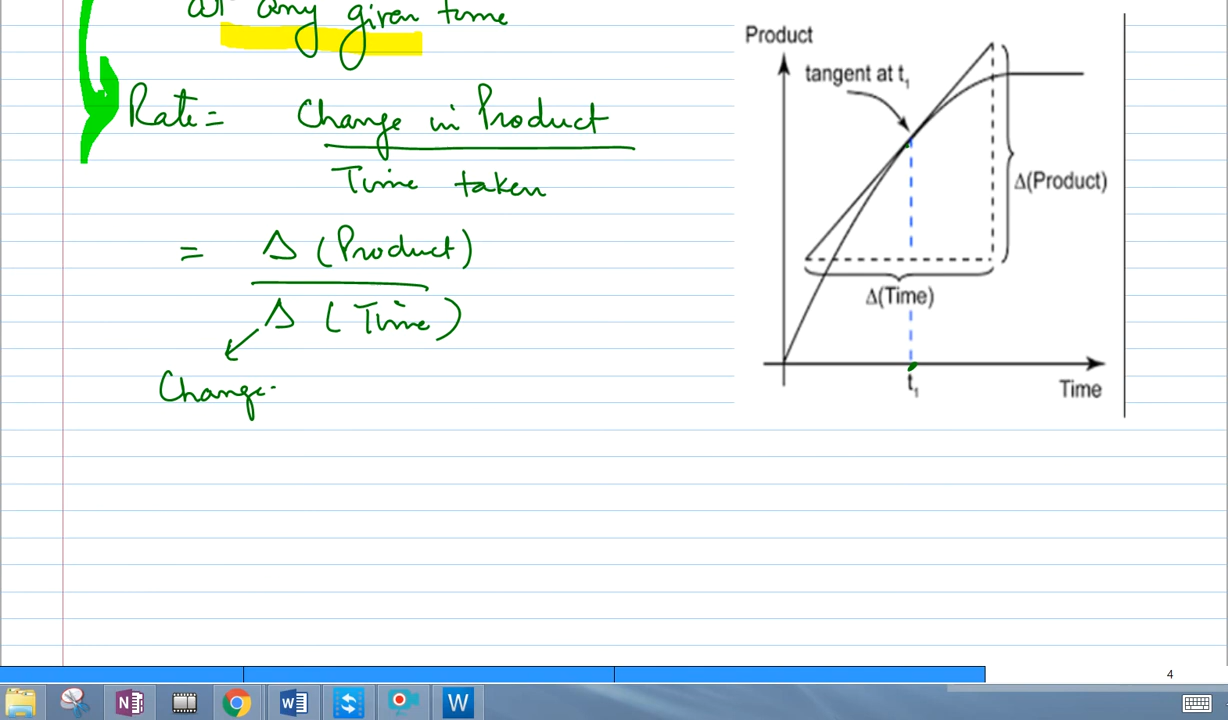 at any given time
Rate = Change in Product
Time taken
= Δ (Product)
Δ (Time)
Change
Product
tangent at t₁
Δ(Product)
Δ(Time)
t₁
Time
4
N
W
W